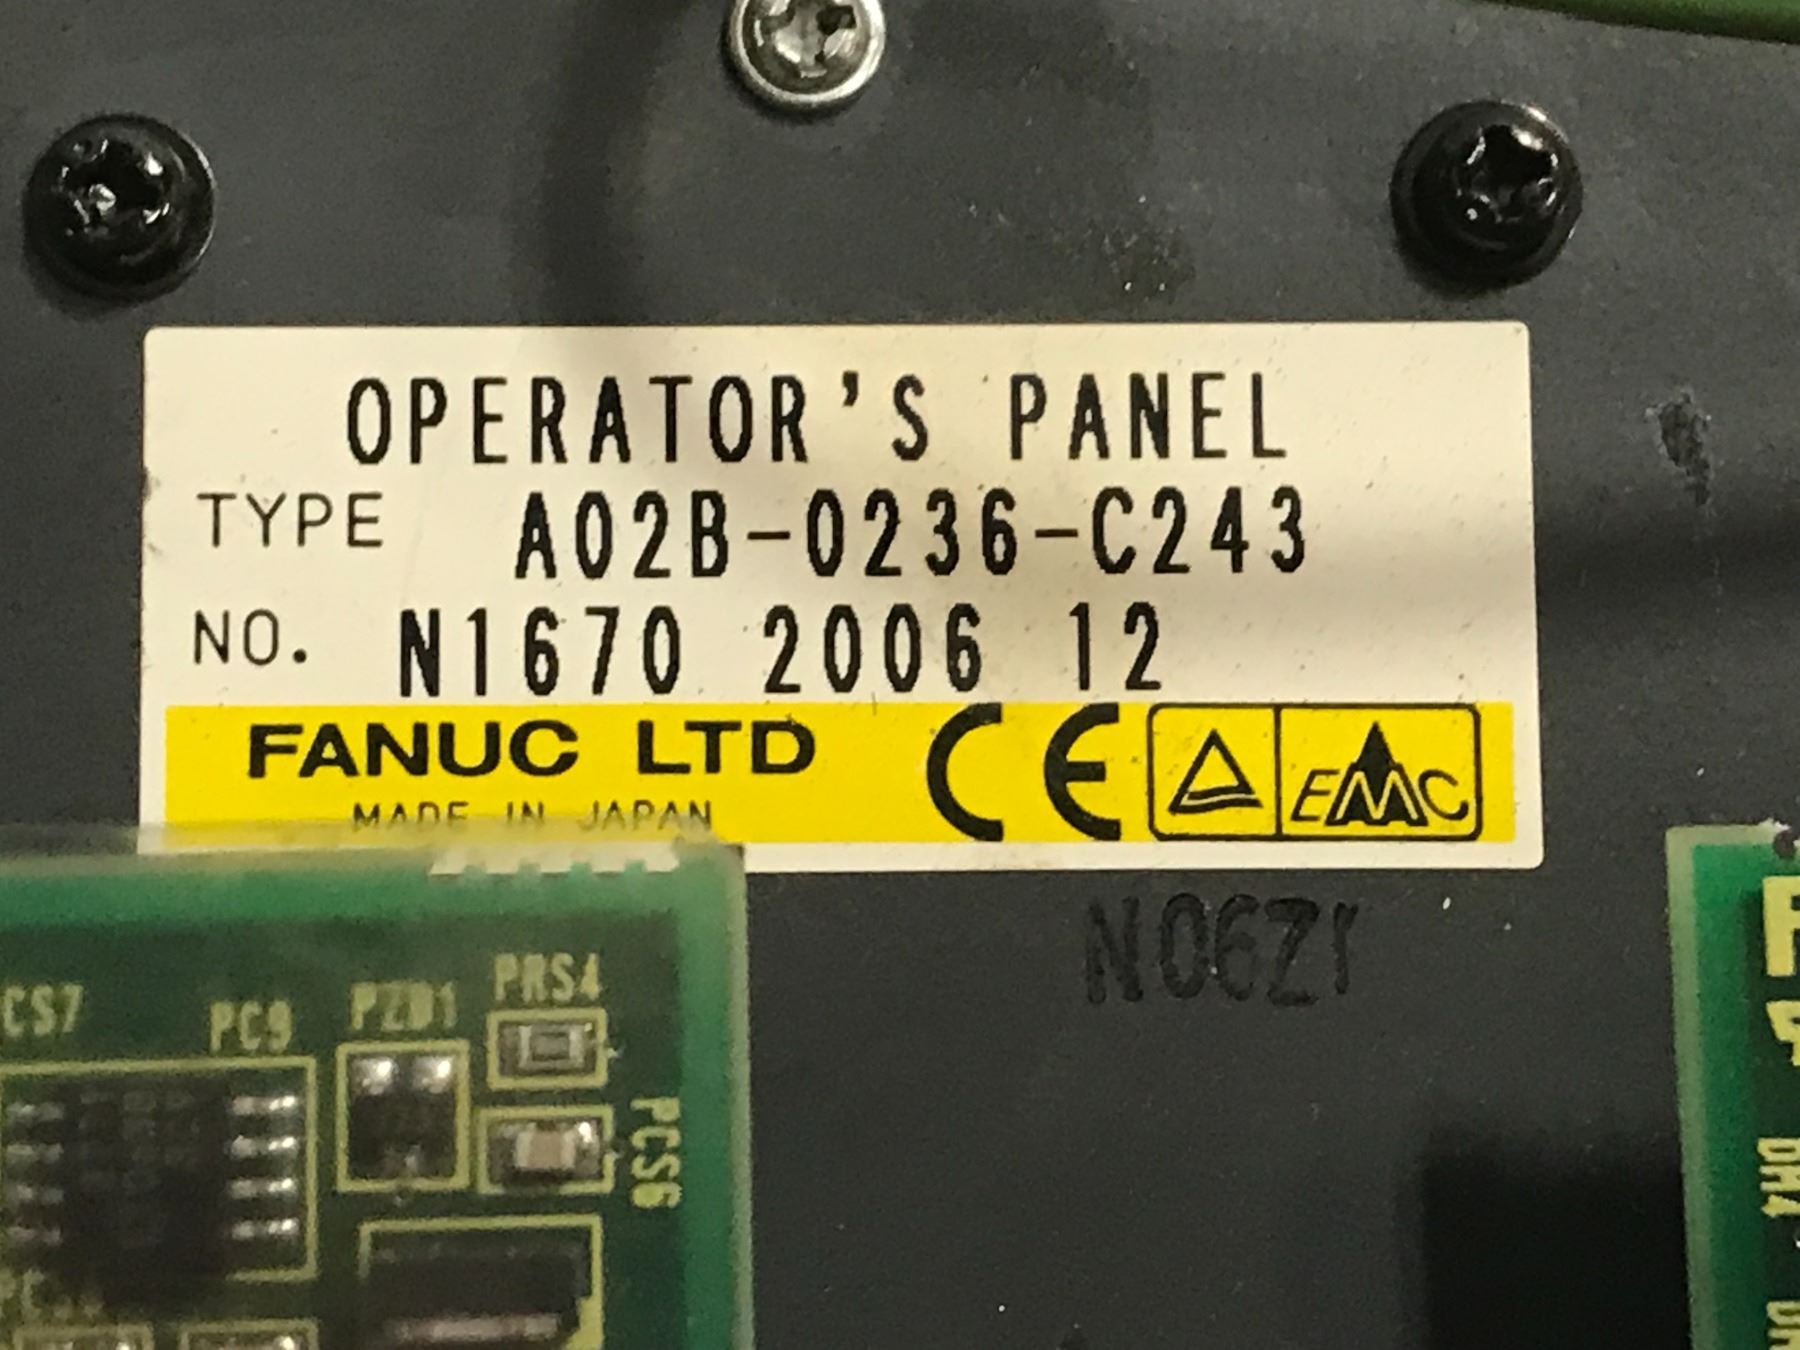 OPERATOR'S PANEL
TYPE A02B-0236-C243
NO. N1670 2006 12
FANUC LTD CE EMC
MADE IN JAPAN
N06Z1
PRS4
CS7 PC9 PZD1
PCS6
DM4